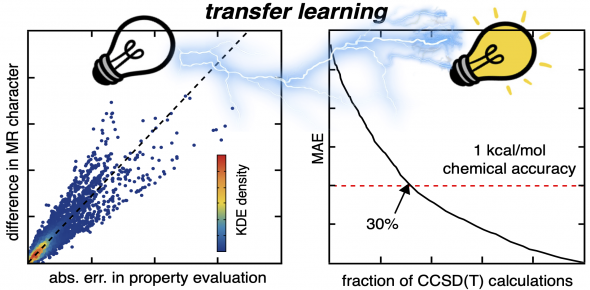 transfer learning
difference in MR character
KDE density
abs. err. in property evaluation
MAE
1 kcal/mol
chemical accuracy
30%
fraction of CCSD(T) calculations